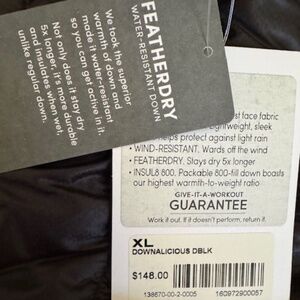 FEATHERDRY
WATER-RESISTANT DOWN
We took the superior
warmth of down and
made it water-resistant
so you can get active in it.
Not only does it stay dry
5x longer, it's more durable
and insulates when wet,
unlike regular down.
st face fabric
lightweight, sleek
helps protect against light rain
• WIND-RESISTANT. Wards off the wind
• FEATHERDRY. Stays dry 5x longer
• INSUL8 800. Packable 800-fill down boasts
our highest warmth-to-weight ratio
GIVE-IT-A-WORKOUT
GUARANTEE
Work it out. If it doesn't perform, return it.
XL
DOWNALICIOUS DBLK
$148.00
138670-00-2-0005
160972900057